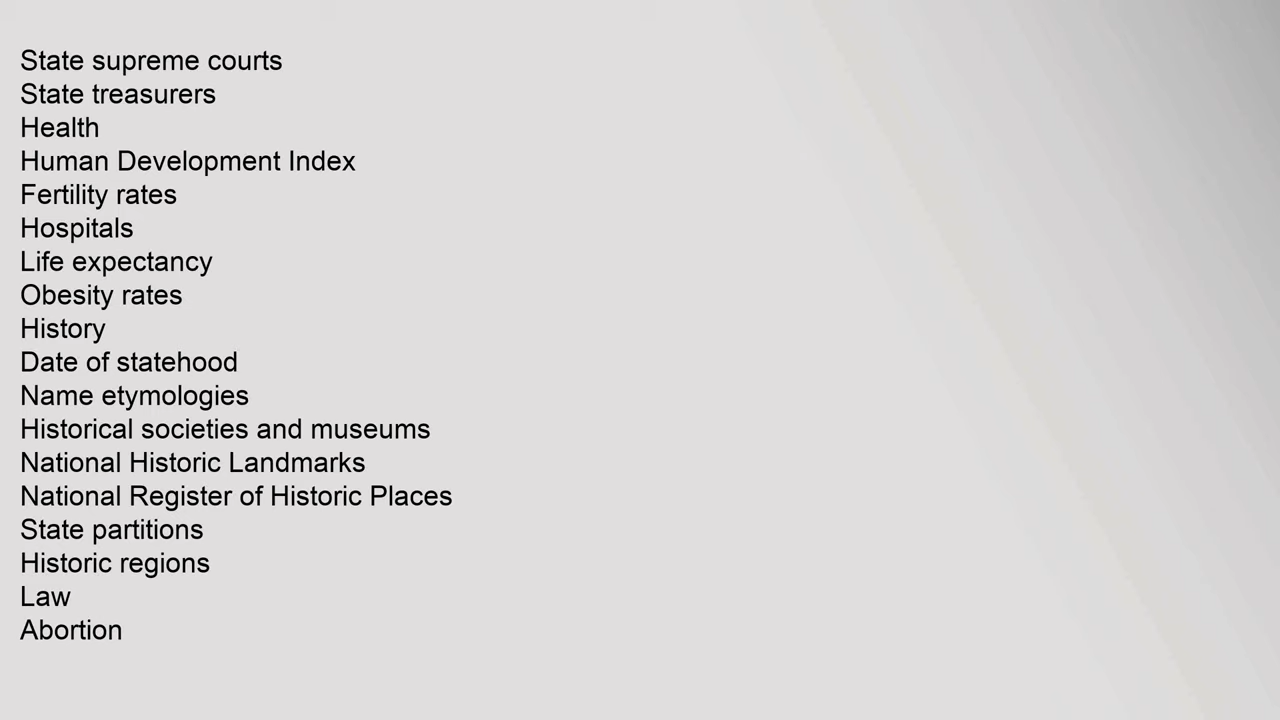 State supreme courts
State treasurers
Health
Human Development Index
Fertility rates
Hospitals
Life expectancy
Obesity rates
History
Date of statehood
Name etymologies
Historical societies and museums
National Historic Landmarks
National Register of Historic Places
State partitions
Historic regions
Law
Abortion